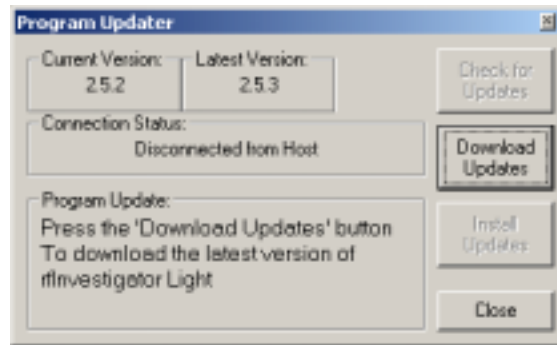 Program Updater
Current Version:
2.5.2
Latest Version:
2.5.3
Check for
Updates
Connection Status:
Disconnected from Host
Download
Updates
Program Update:
Press the 'Download Updates' button
To download the latest version of
rfInvestigator Light
Install
Updates
Close